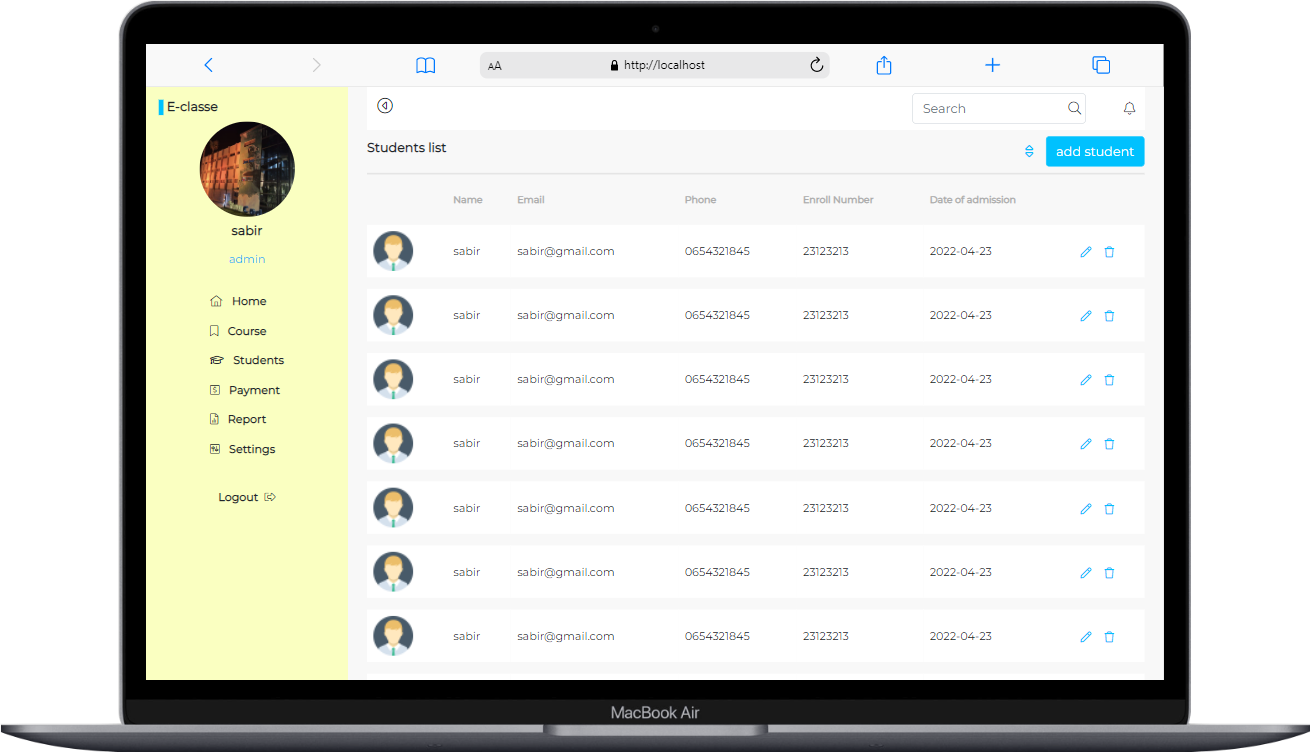 AA http://localhost
E-classe
Search
Students list
add student
sabir
admin
Home
Course
Students
Payment
Report
Settings
Logout
Name Email Phone Enroll Number Date of admission
sabir sabir@gmail.com 0654321845 23123213 2022-04-23
sabir sabir@gmail.com 0654321845 23123213 2022-04-23
sabir sabir@gmail.com 0654321845 23123213 2022-04-23
sabir sabir@gmail.com 0654321845 23123213 2022-04-23
sabir sabir@gmail.com 0654321845 23123213 2022-04-23
sabir sabir@gmail.com 0654321845 23123213 2022-04-23
sabir sabir@gmail.com 0654321845 23123213 2022-04-23
MacBook Air